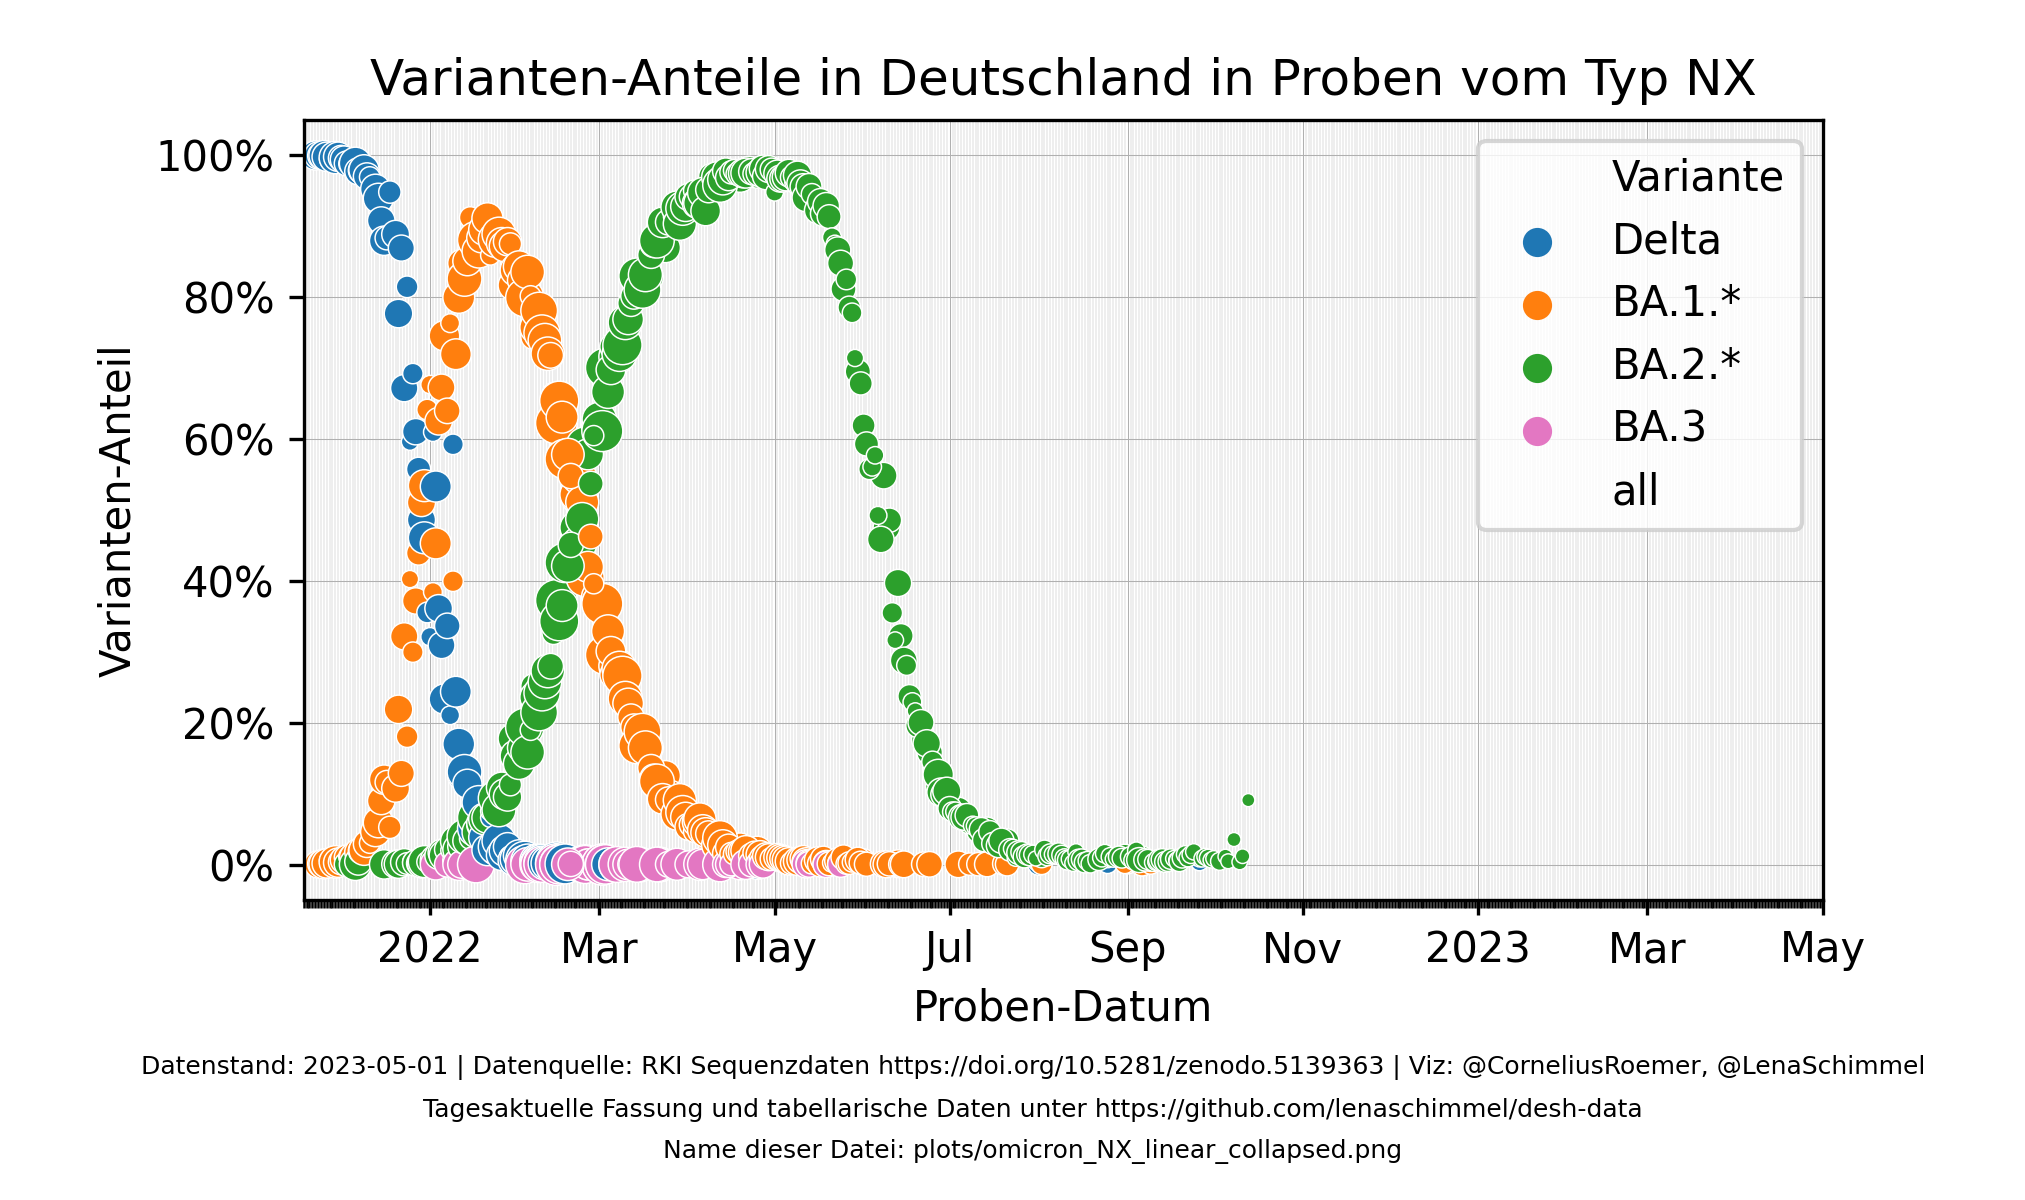 Varianten-Anteile in Deutschland in Proben vom Typ NX
Varianten-Anteil
100%
80%
60%
40%
20%
0%
Variante
Delta
BA.1.*
BA.2.*
BA.3
all
2022 Mar May Jul Sep Nov 2023 Mar May
Proben-Datum
Datenstand: 2023-05-01 | Datenquelle: RKI Sequenzdaten https://doi.org/10.5281/zenodo.5139363 | Viz: @CorneliusRoemer, @LenaSchimmel
Tagesaktuelle Fassung und tabellarische Daten unter https://github.com/lenaschimmel/desh-data
Name dieser Datei: plots/omicron_NX_linear_collapsed.png